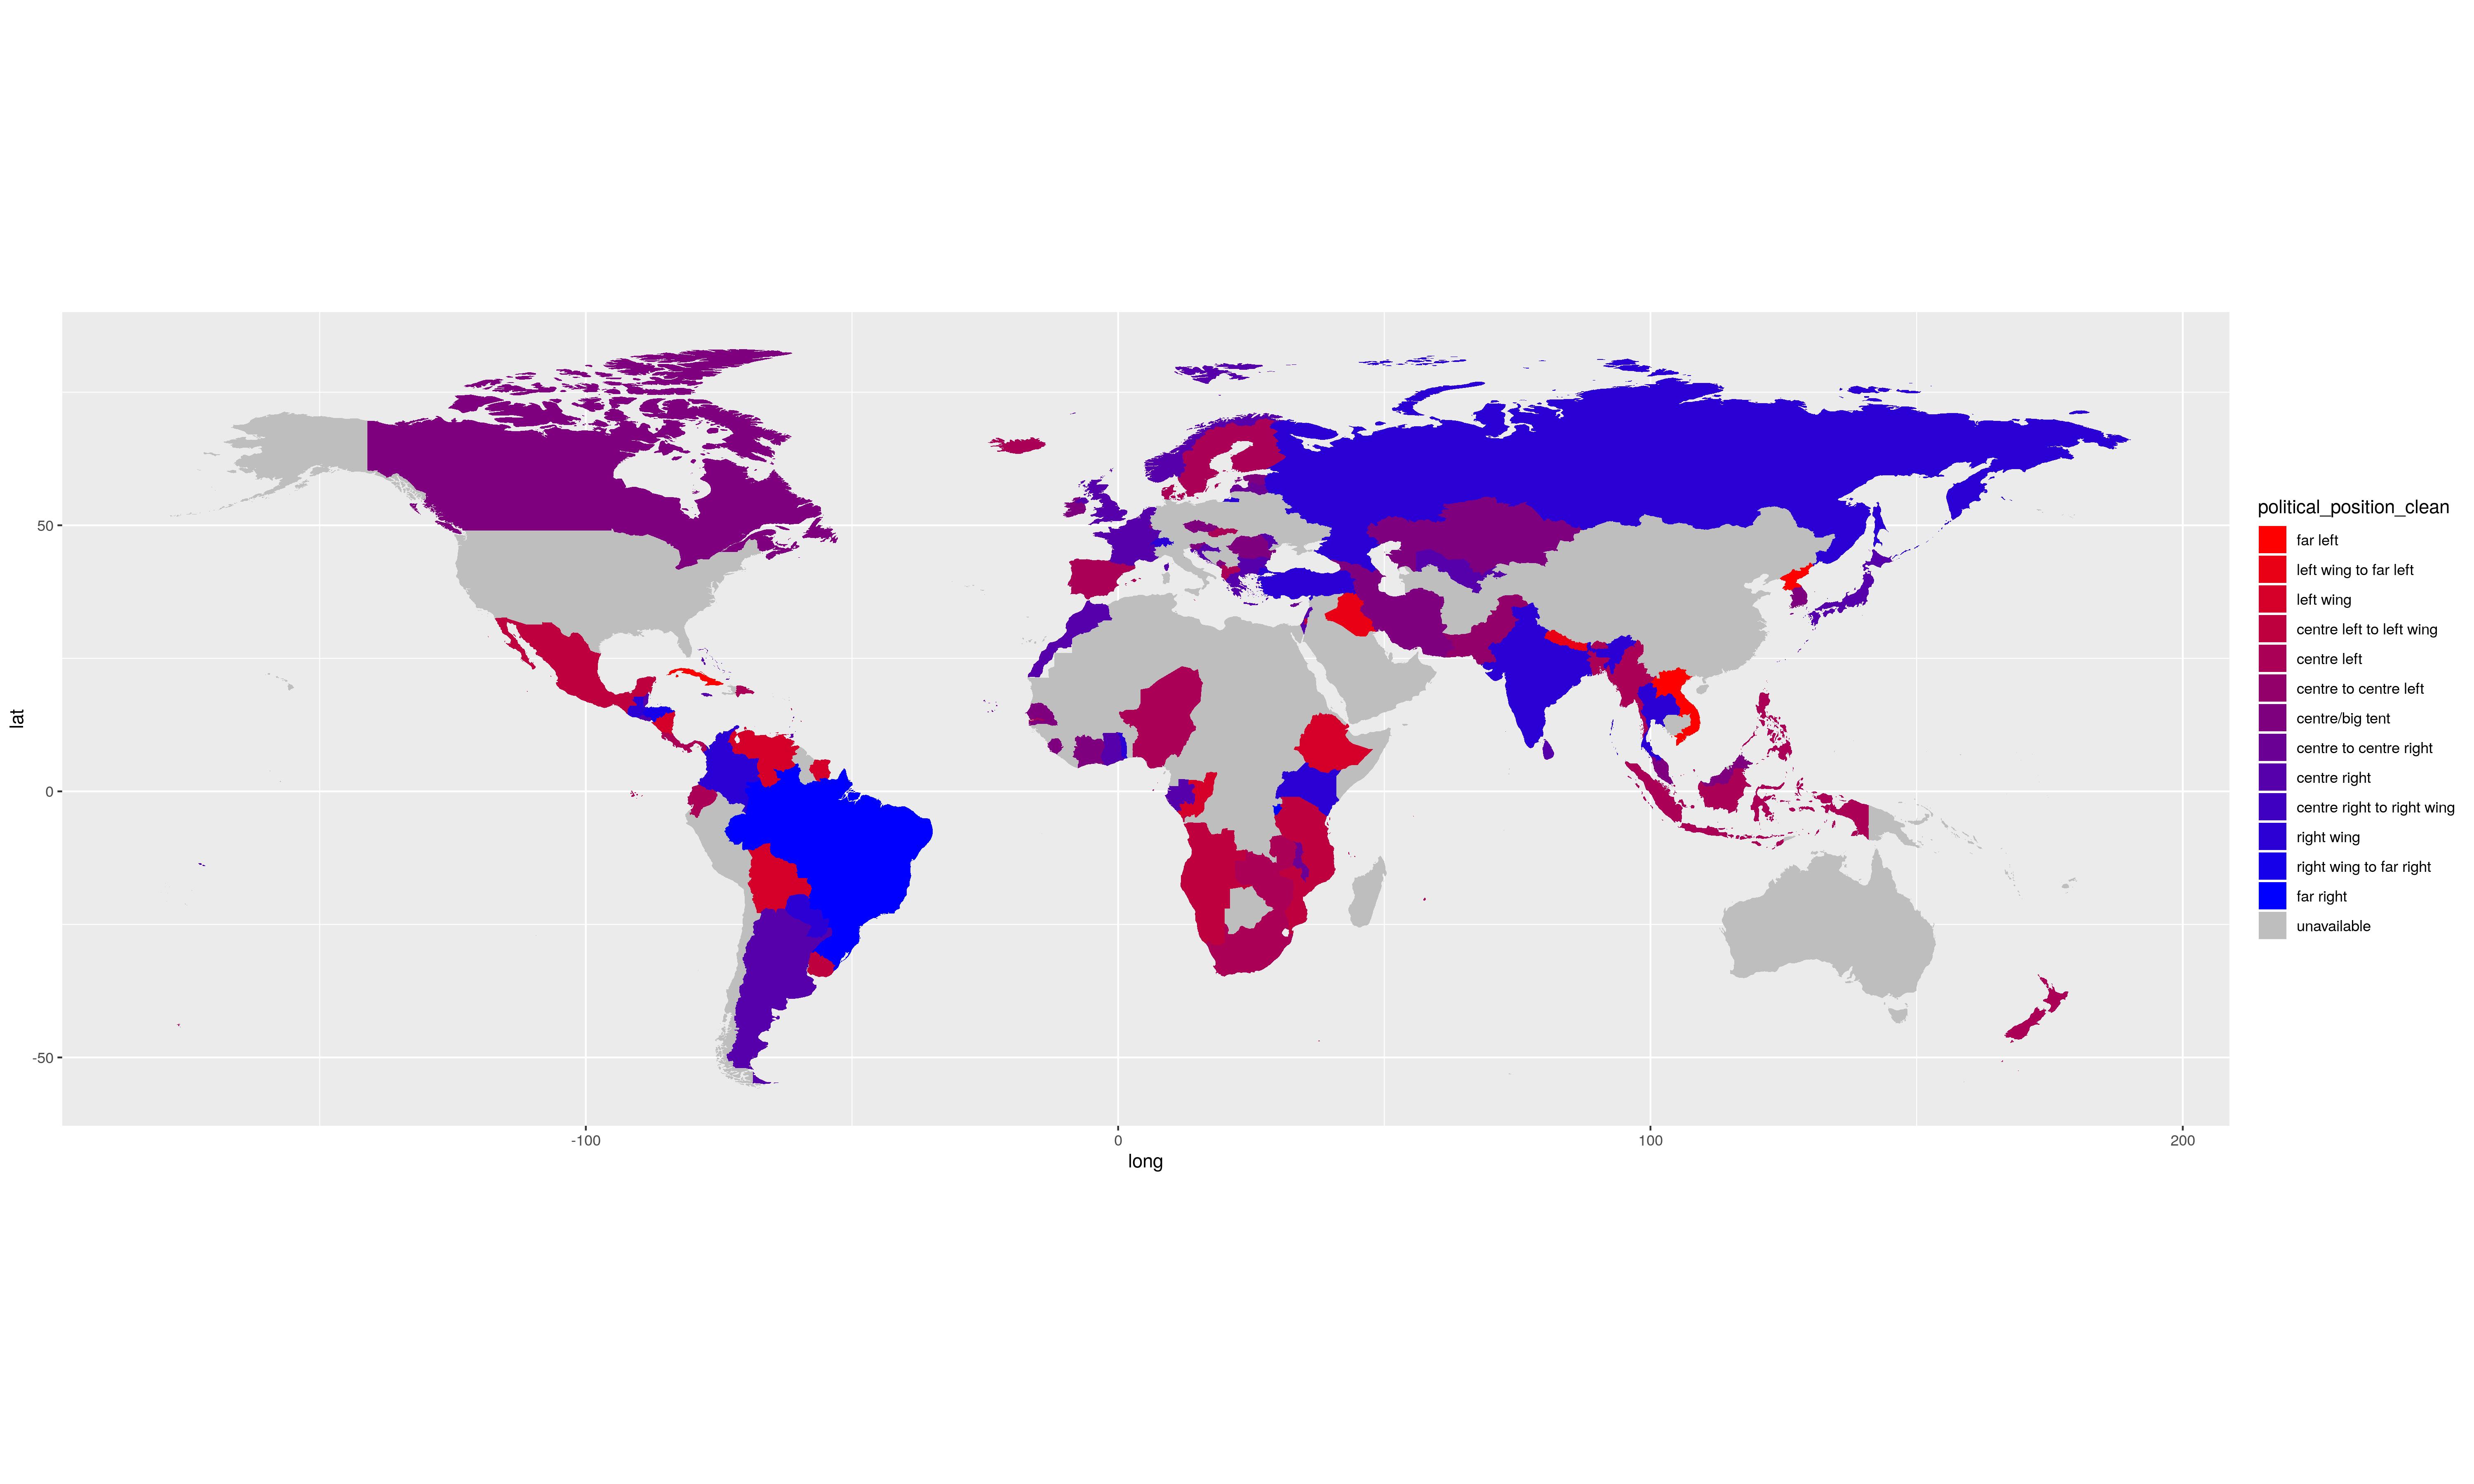 political_position_clean
far left
left wing to far left
left wing
centre left to left wing
centre left
centre to centre left
centre/big tent
centre to centre right
centre right
centre right to right wing
right wing
right wing to far right
far right
unavailable
50
0
-50
lat
-100
0
100
200
long